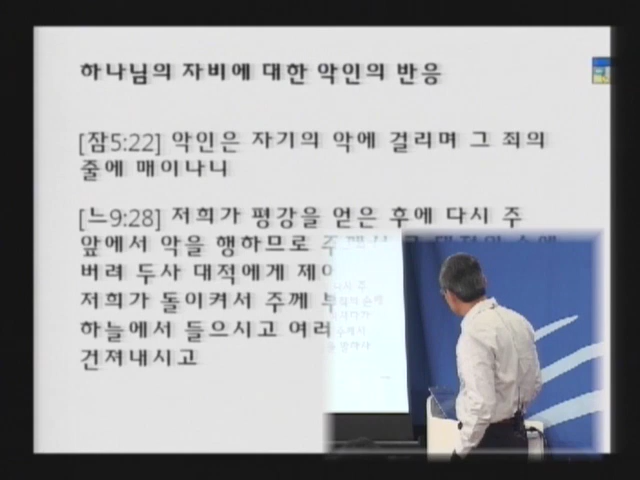 하나님의 자비에 대한 악인의 반응
[잠5:22] 악인은 자기의 악에 걸리며 그 죄의
줄에 매이나니
[느9:28] 저희가 평강을 얻은 후에 다시 주
앞에서 악을 행하므로
버려 두사 대적에게
저희가 돌이켜서 주께
하늘에서 들으시고 여러
건져내시고